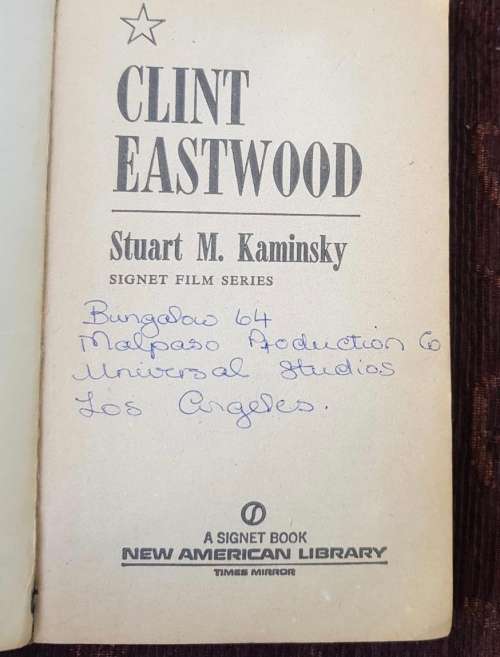 CLINT
EASTWOOD
Stuart M. Kaminsky
SIGNET FILM SERIES
Bungalow 64
Malpaso Production Co
Universal Studios
Los Angeles.
A SIGNET BOOK
NEW AMERICAN LIBRARY
TIMES MIRROR